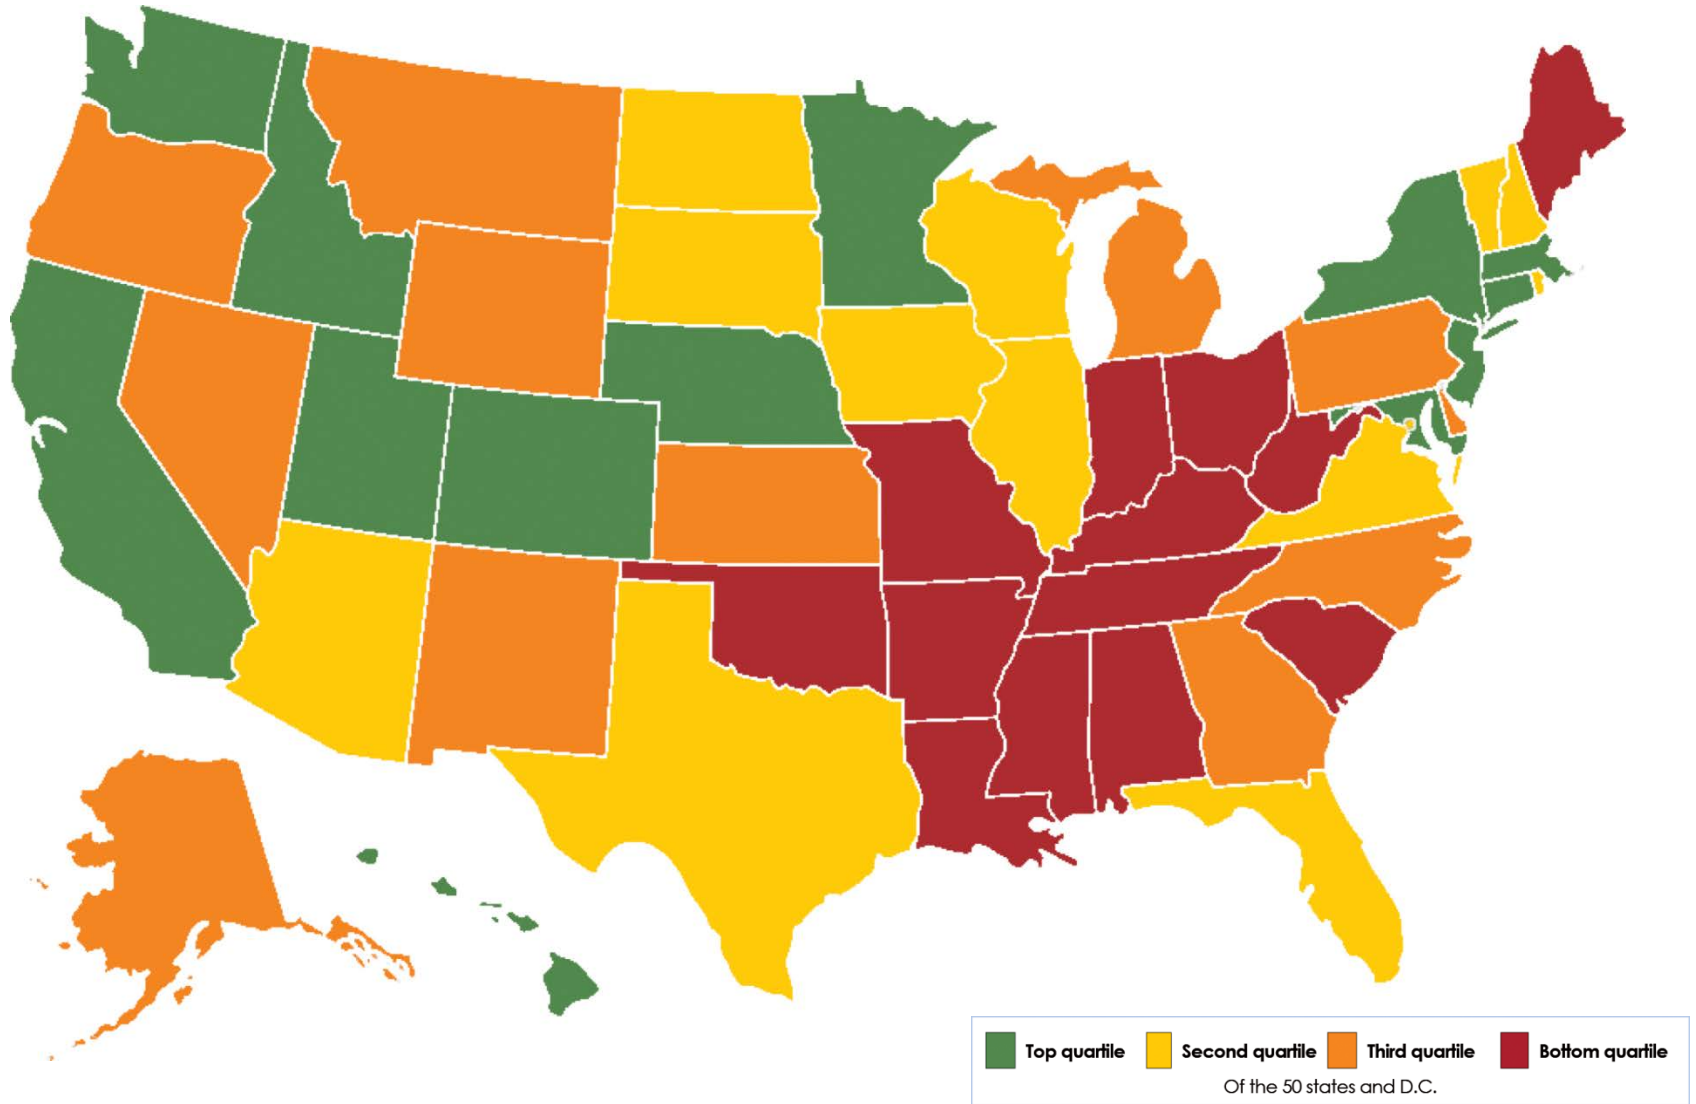 Top quartile Second quartile Third quartile Bottom quartile
Of the 50 states and D.C.